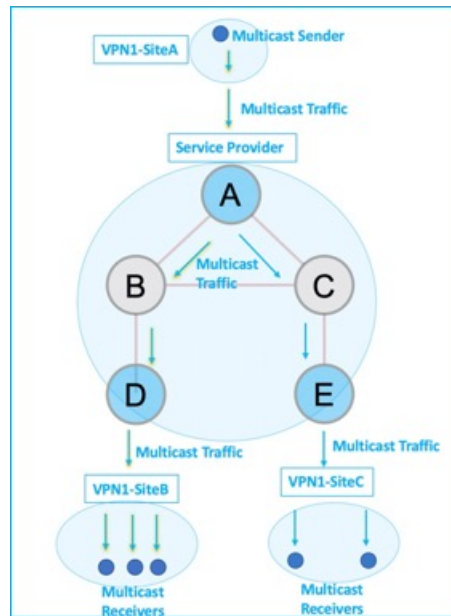 Multicast Sender
VPN1-SiteA
Multicast Traffic
Service Provider
A
Multicast
Traffic
B
C
D
E
Multicast Traffic
Multicast Traffic
VPN1-SiteB
VPN1-SiteC
Multicast
Receivers
Multicast
Receivers